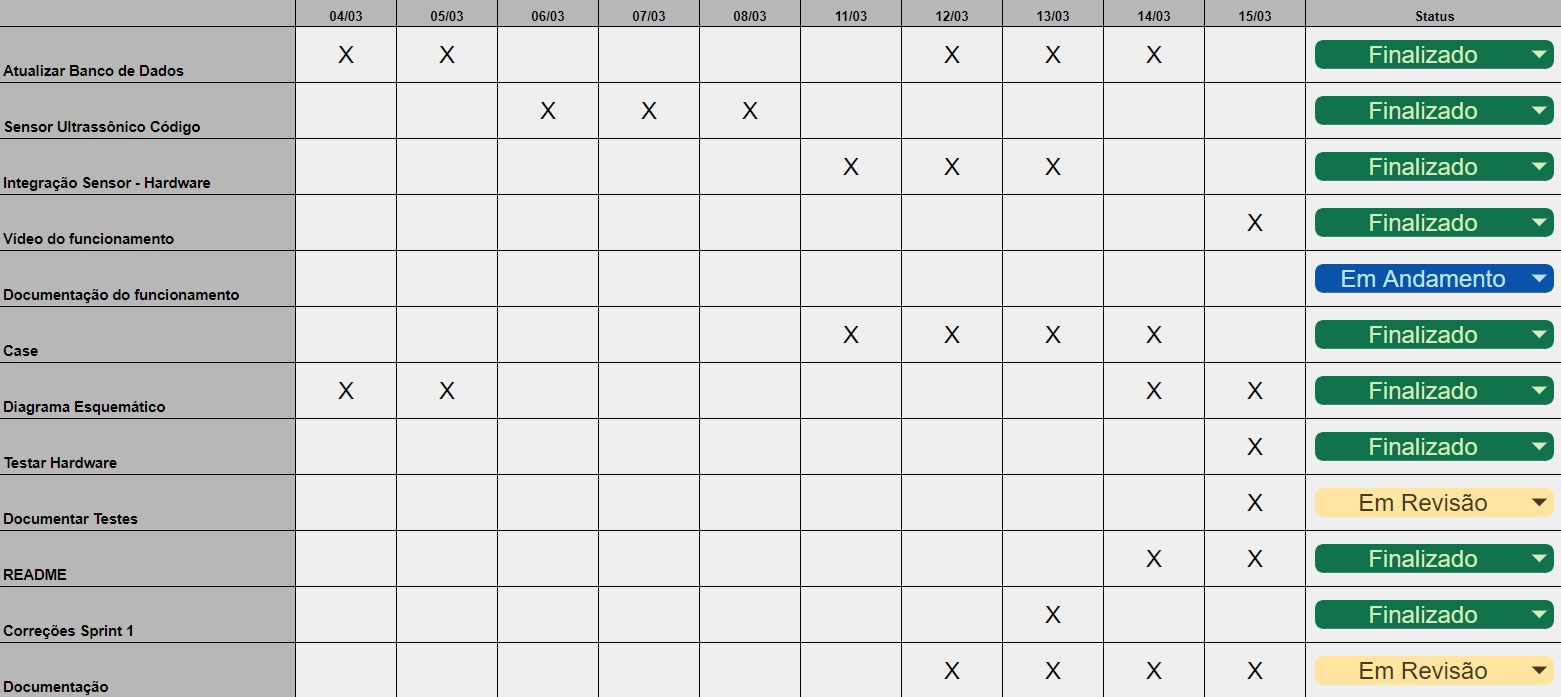 04/03 05/03 06/03 07/03 08/03 11/03 12/03 13/03 14/03 15/03 Status
Atualizar Banco de Dados X X X X X Finalizado
Sensor Ultrassônico Código X X X Finalizado
Integração Sensor - Hardware X X X Finalizado
Vídeo do funcionamento X Finalizado
Documentação do funcionamento Em Andamento
Case X X X X Finalizado
Diagrama Esquemático X X X X Finalizado
Testar Hardware X Finalizado
Documentar Testes X Em Revisão
README X X Finalizado
Correções Sprint 1 X Finalizado
Documentação X X X X Em Revisão